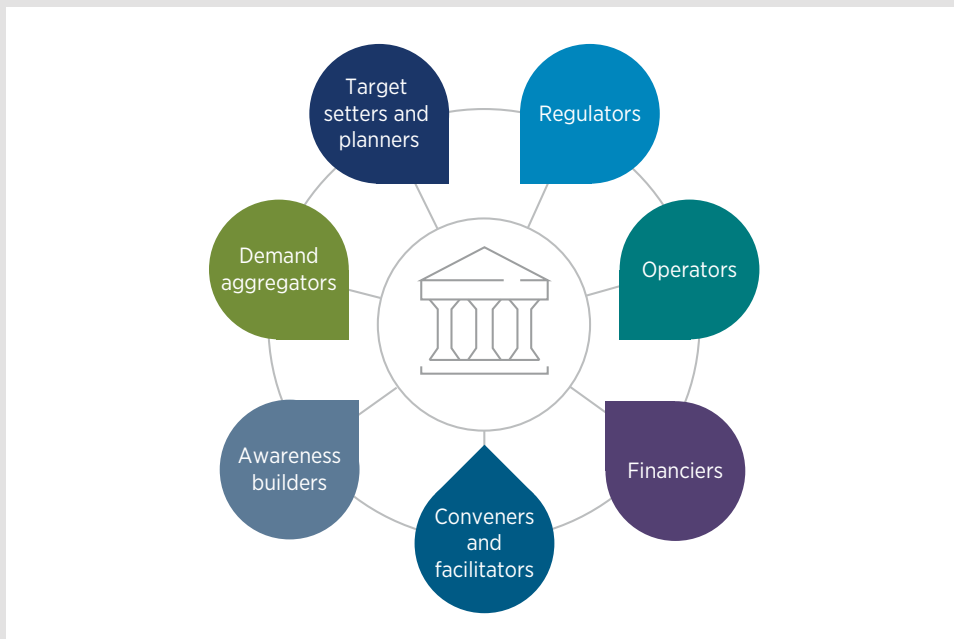 Target
setters and
planners
Regulators
Demand
aggregators
Operators
Awareness
builders
Financiers
Conveners
and
facilitators